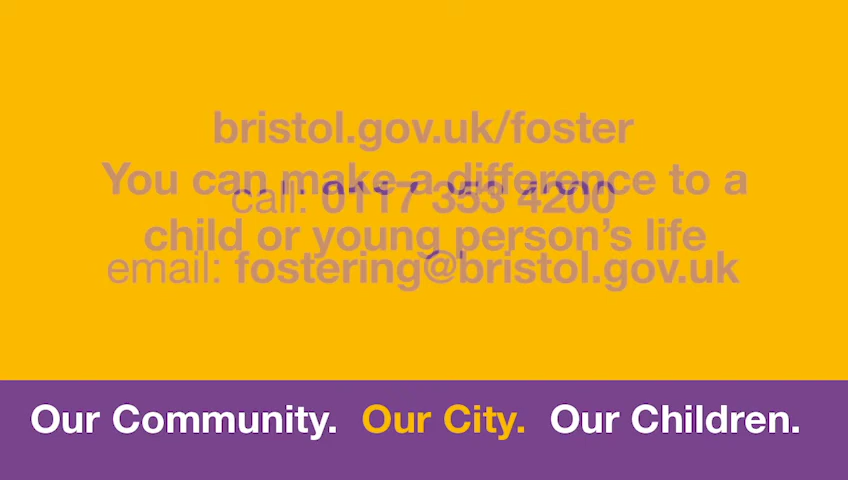 bristol.gov.uk/foster
You can make a difference to a
call: 0117 353 4200
child or young person's life
email: fostering@bristol.gov.uk
Our Community. Our City. Our Children.